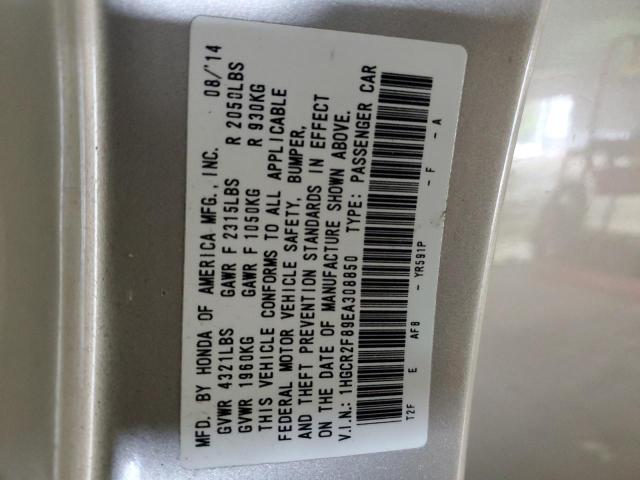 MFD. BY HONDA OF AMERICA MFG., INC. 08/'14
GVWR 4321LBS GAWR F 2315LBS R 2050LBS
GVWR 1960KG GAWR F 1050KG R 930KG
THIS VEHICLE CONFORMS TO ALL APPLICABLE
FEDERAL MOTOR VEHICLE SAFETY, BUMPER,
AND THEFT PREVENTION STANDARDS IN EFFECT
ON THE DATE OF MANUFACTURE SHOWN ABOVE.
V.I.N.: 1HGCR2F89EA308850 TYPE: PASSENGER CAR
T2F E AF8 - YR591P - F - A